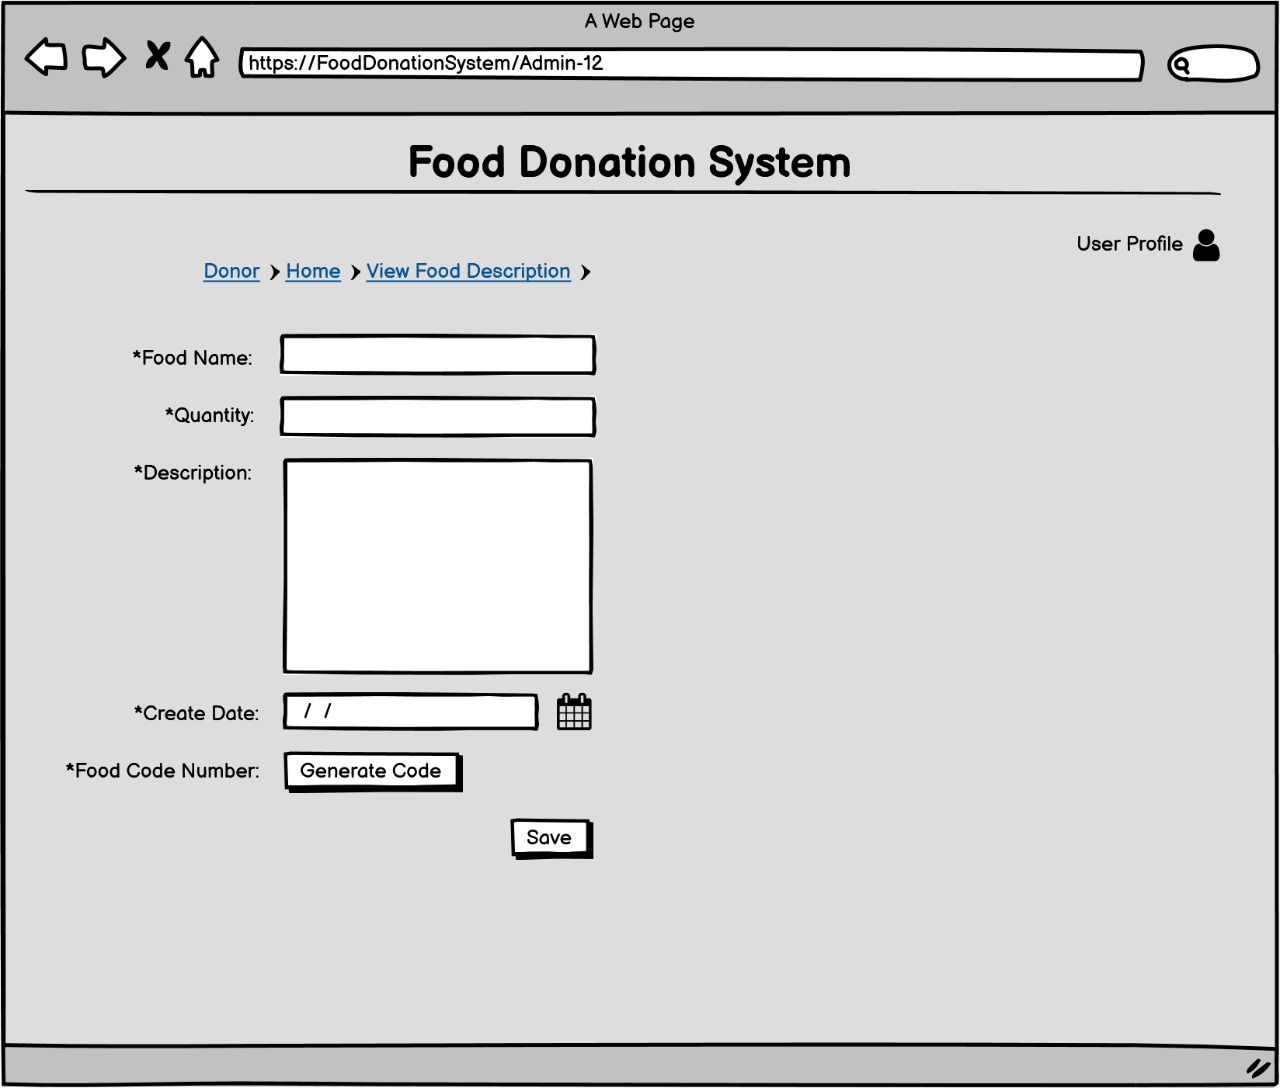 A Web Page
https://FoodDonationSystem/Admin-12
Food Donation System
User Profile
Donor Home View Food Description
*Food Name:
*Quantity:
*Description:
*Create Date: / /
*Food Code Number: Generate Code
Save